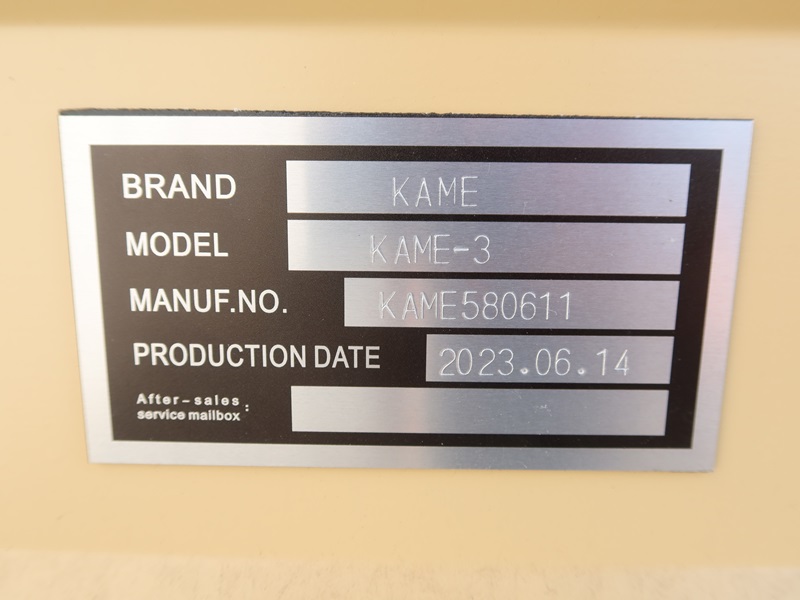 BRAND KAME
MODEL KAME-3
MANUF.NO. KAME580611
PRODUCTION DATE 2023.06.14
After-sales
service mailbox: